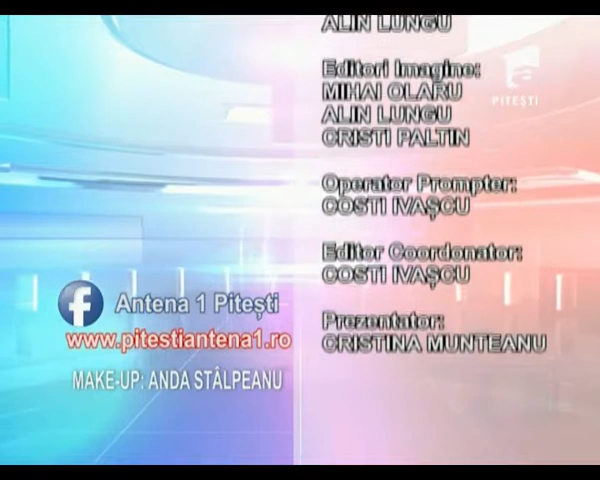 ALIN LUNGU
Editori Imagine:
MIHAI OLARU
ALIN LUNGU
CRISTI PALTIN
Operator Prompter:
COSTI IVAȘCU
Editor Coordonator:
COSTI IVAȘCU
Prezentator:
CRISTINA MUNTEANU
PITEȘTI
f Antena 1 Pitești
www.pitestiantena1.ro
MAKE-UP: ANDA STÂLPEANU